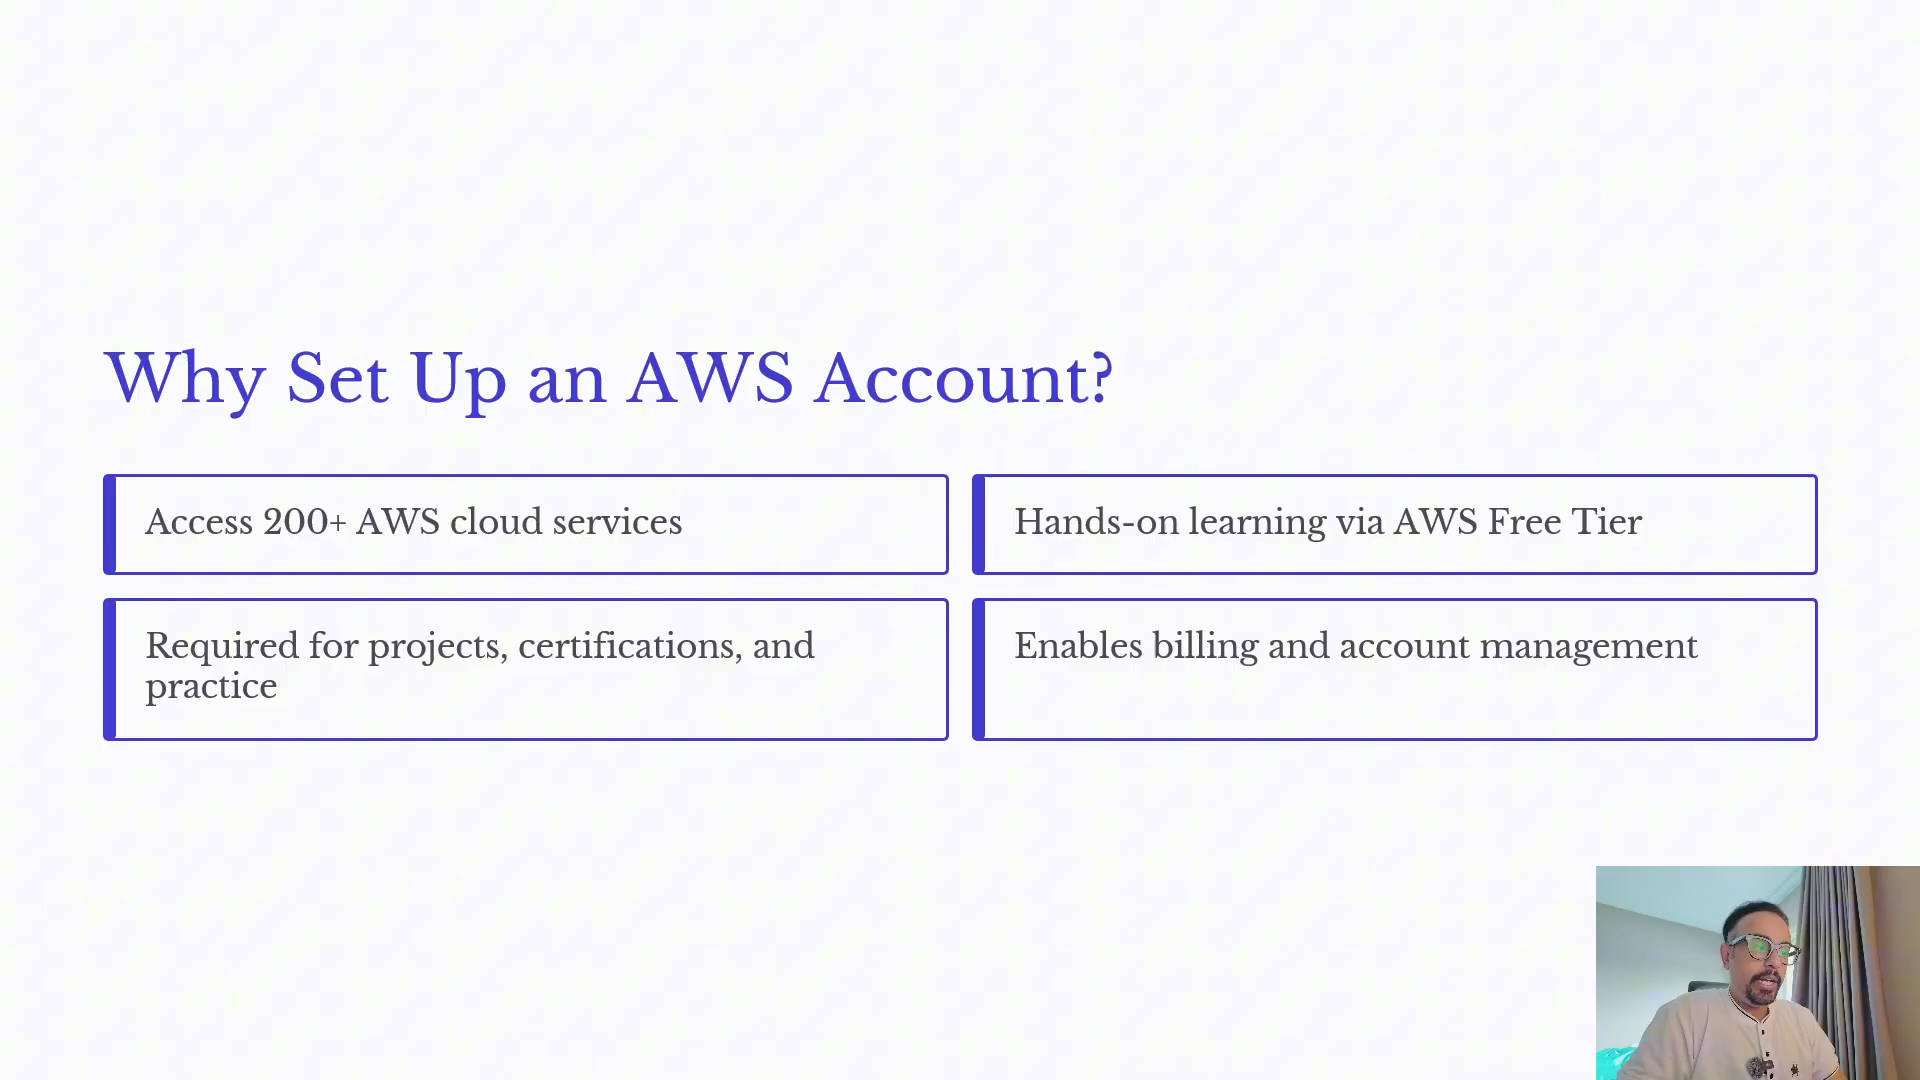 Why Set Up an AWS Account?
Access 200+ AWS cloud services
Hands-on learning via AWS Free Tier
Required for projects, certifications, and
practice
Enables billing and account management